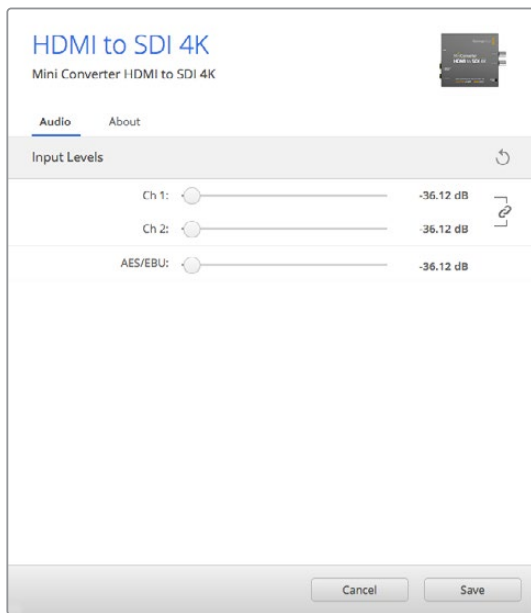 HDMI to SDI 4K
Mini Converter HDMI to SDI 4K
Audio About
Input Levels
Ch 1: -36.12 dB
Ch 2: -36.12 dB
AES/EBU: -36.12 dB
Cancel Save